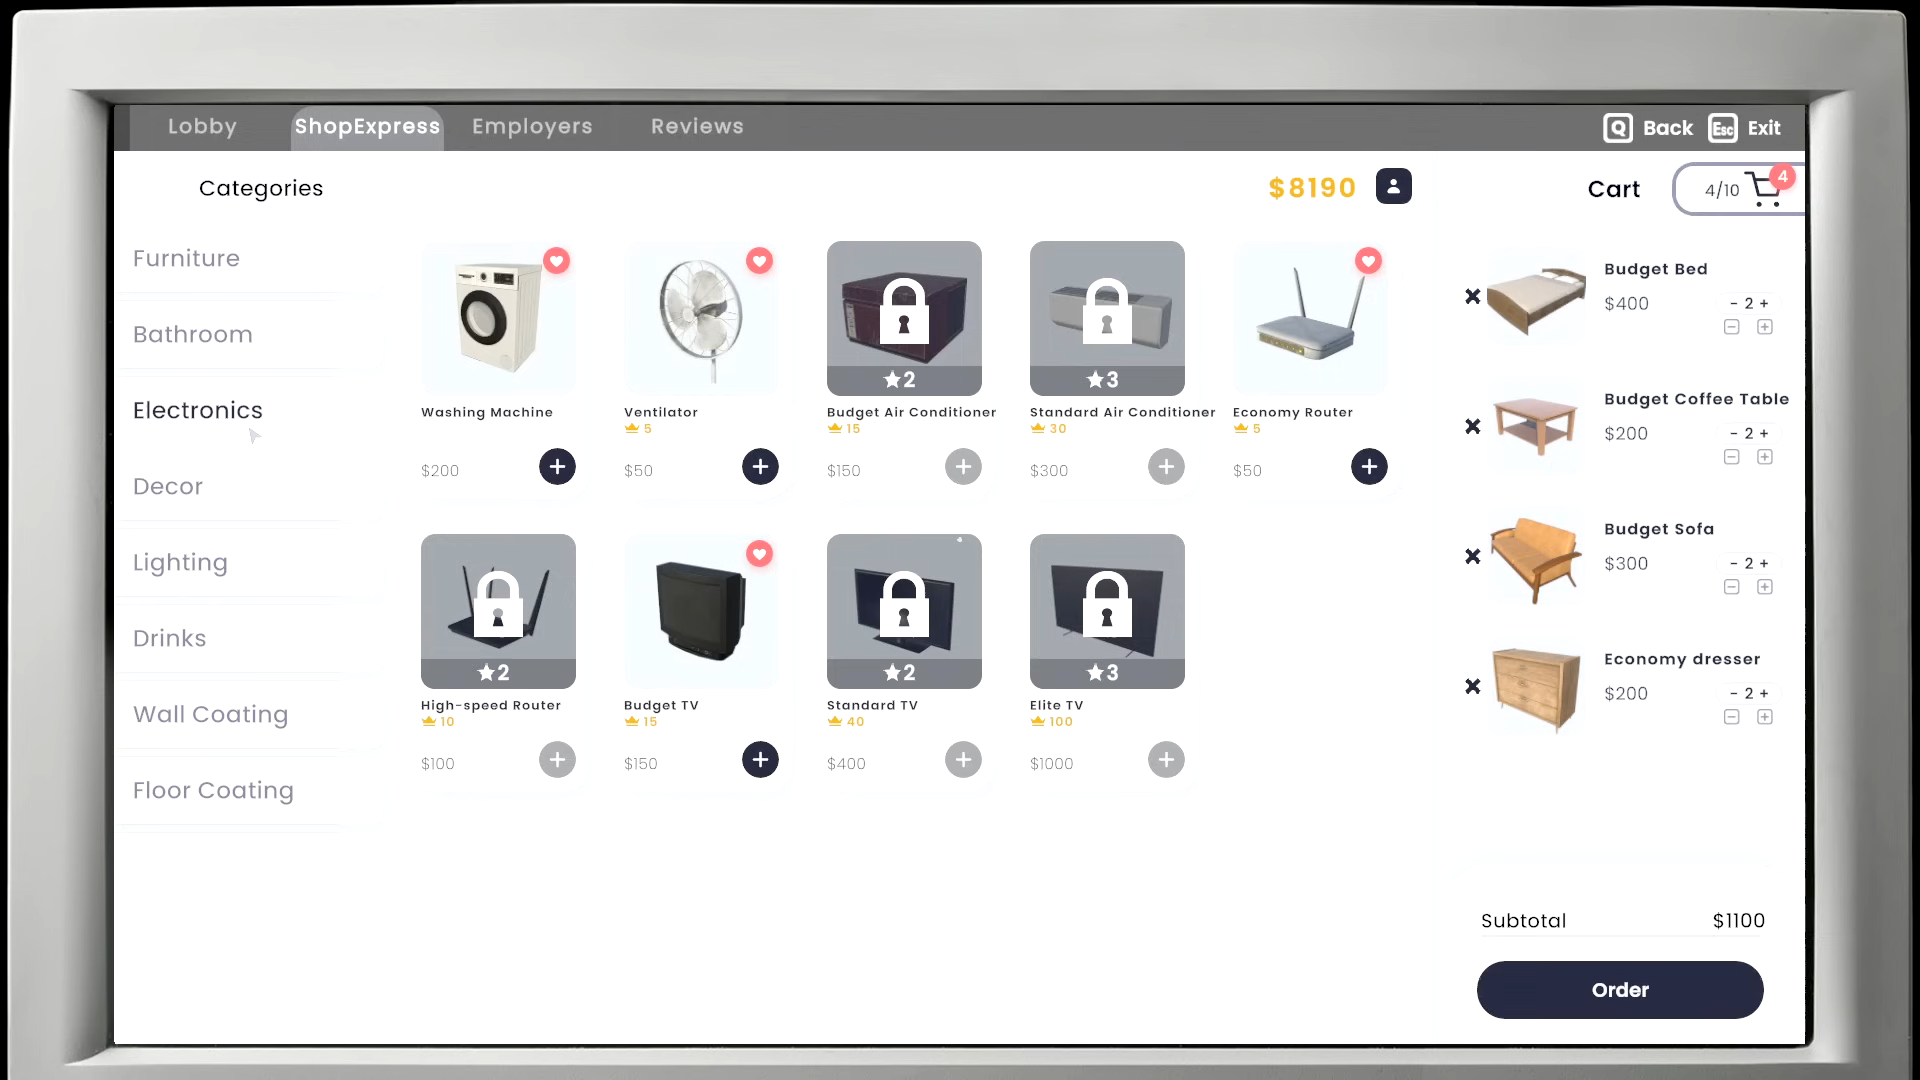 Lobby
ShopExpress
Employers
Reviews
Q Back
Esc Exit
Categories
$8190
Cart
4/10
4
Furniture
Bathroom
Electronics
Decor
Lighting
Drinks
Wall Coating
Floor Coating
Washing Machine
$200
Ventilator
5
$50
2
Budget Air Conditioner
15
$150
3
Standard Air Conditioner
30
$300
Economy Router
5
$50
2
High-speed Router
10
$100
Budget TV
15
$150
2
Standard TV
40
$400
3
Elite TV
100
$1000
Budget Bed
$400
- 2 +
Budget Coffee Table
$200
- 2 +
Budget Sofa
$300
- 2 +
Economy dresser
$200
- 2 +
Subtotal
$1100
Order